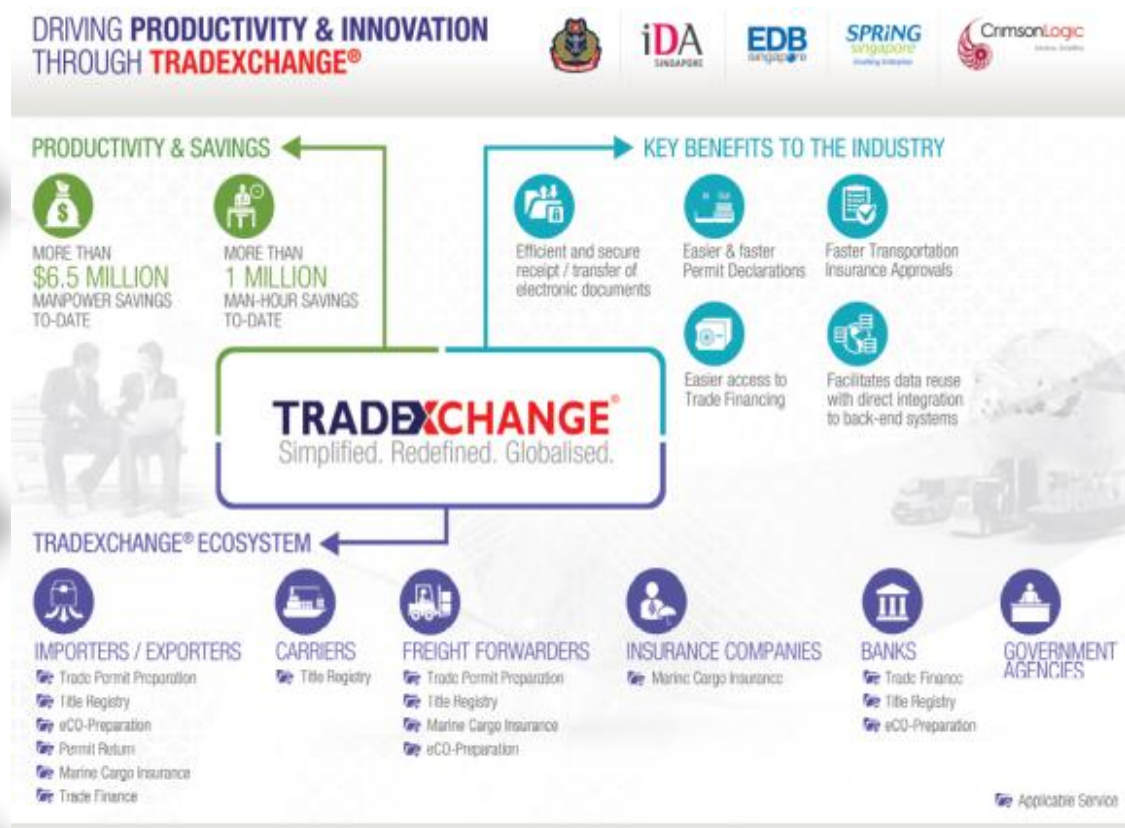 DRIVING PRODUCTIVITY & INNOVATION
THROUGH TRADEXCHANGE®
iDA
SINGAPORE
EDB
singapore
SPRING
singapore
Enabling Enterprise
CrimsonLogic
PRODUCTIVITY & SAVINGS
MORE THAN
$6.5 MILLION
MANPOWER SAVINGS
TO-DATE
MORE THAN
1 MILLION
MAN-HOUR SAVINGS
TO-DATE
KEY BENEFITS TO THE INDUSTRY
Efficient and secure
receipt / transfer of
electronic documents
Easier & faster
Permit Declarations
Faster Transportation
Insurance Approvals
Easier access to
Trade Financing
Facilitates data reuse
with direct integration
to back-end systems
TRADEXCHANGE®
Simplified. Redefined. Globalised.
TRADEXCHANGE® ECOSYSTEM
IMPORTERS / EXPORTERS
Trade Permit Preparation
Title Registry
eCO-Preparation
Permit Return
Marine Cargo Insurance
Trade Finance
CARRIERS
Title Registry
FREIGHT FORWARDERS
Trade Permit Preparation
Title Registry
Marine Cargo Insurance
eCO-Preparation
INSURANCE COMPANIES
Marine Cargo Insurance
BANKS
Trade Finance
Title Registry
eCO-Preparation
GOVERNMENT
AGENCIES
Applicable Service